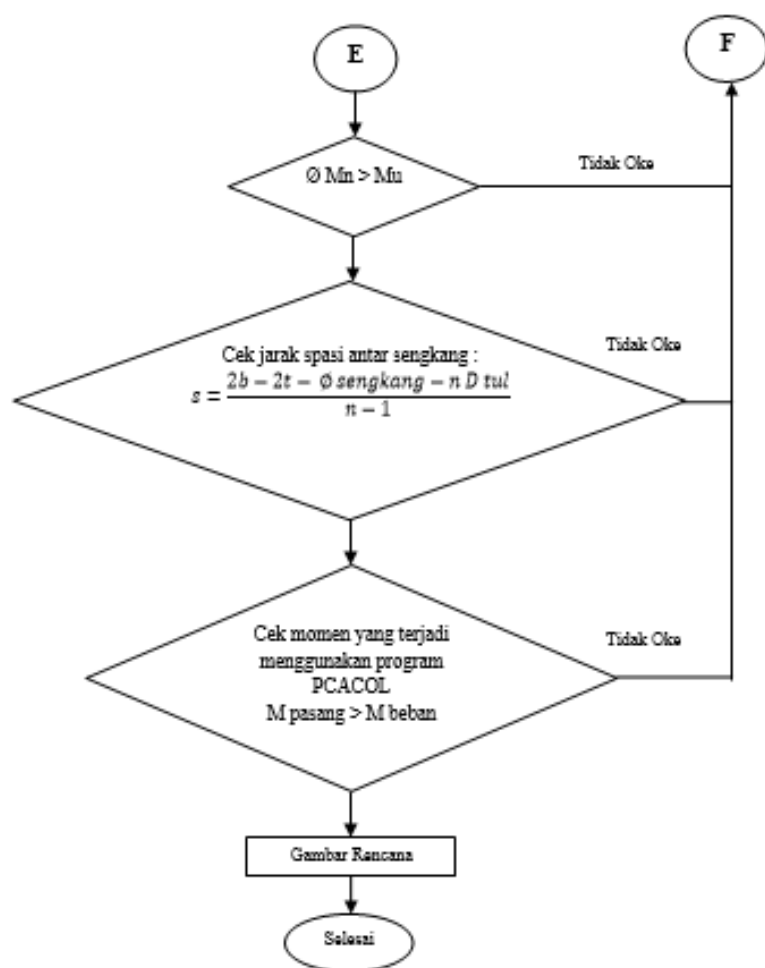 E
F
Ø Mn > Mu
Tidak Oke
Cek jarak spasi antar sengkang :
s = \frac{2b - 2t - ∅ sengkang - n D tul}{n - 1}
Tidak Oke
Cek momen yang terjadi
menggunakan program
PCACOL
M pasang > M beban
Tidak Oke
Gambar Rencana
Selesai